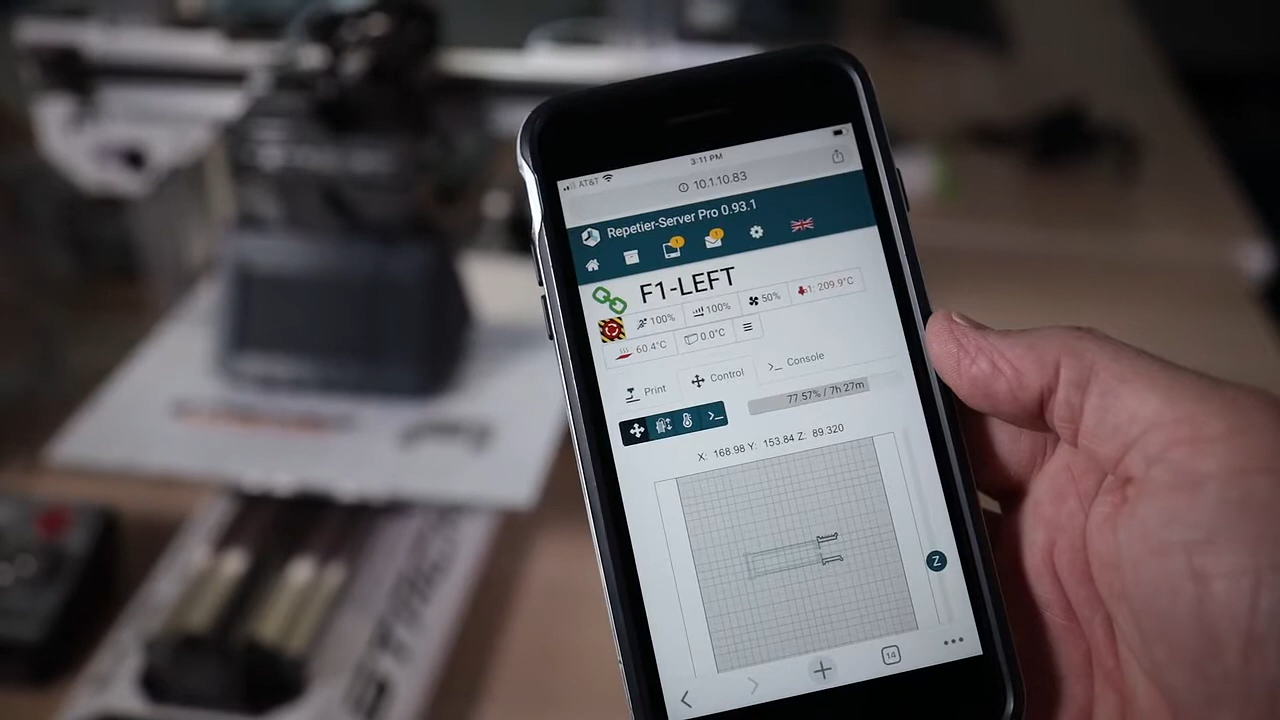 3:11 PM
AT&T
10.1.10.83
Repetier-Server Pro 0.93.1
1 1
F1-LEFT
100% 100% 50% 1: 209.9°C
60.4°C 0.0°C
Print Control >_ Console
>_ 77.57% / 7h 27m
X: 168.98 Y: 153.84 Z: 89.320
Z
14